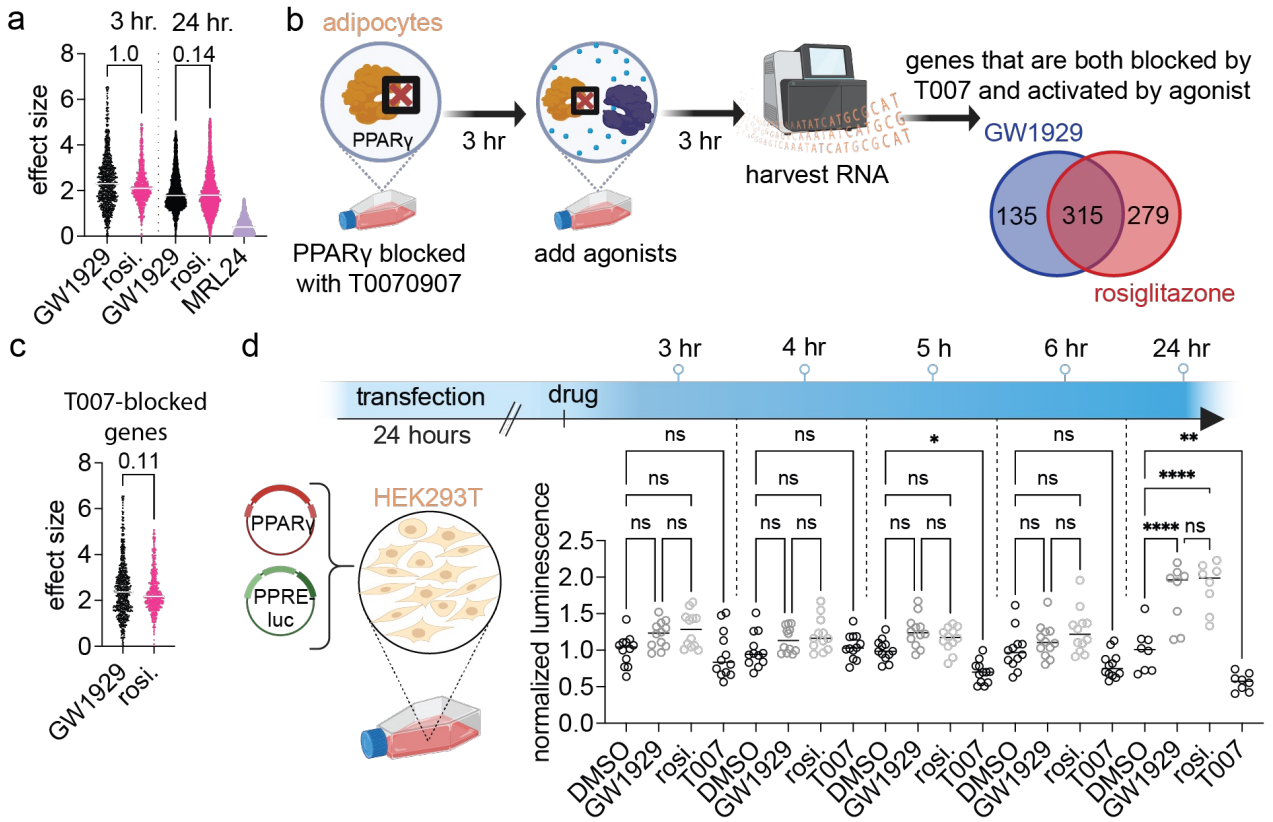 a
3 hr. 24 hr.
1.0 0.14
8
6
4
2
0
effect size
GW1929
rosi.
GW1929
rosi.
MRL24
b
adipocytes
PPARγ
3 hr
3 hr
PPARγ blocked
with T0070907
add agonists
harvest RNA
genes that are both blocked by
T007 and activated by agonist
GW1929
135 315 279
rosiglitazone
c
T007-blocked
genes
0.11
8
6
4
2
0
effect size
GW1929
rosi.
d
3 hr 4 hr 5 h 6 hr 24 hr
transfection drug
24 hours
PPARγ
PPRE-
luc
HEK293T
ns ns * ns **
ns ns ns ns ****
ns ns ns ns ns ns ns ns **** ns
2.5
2.0
1.5
1.0
0.5
0.0
normalized luminescence
DMSO
GW1929
rosi.
T007
DMSO
GW1929
rosi.
T007
DMSO
GW1929
rosi.
T007
DMSO
GW1929
rosi.
T007
DMSO
GW1929
rosi.
T007